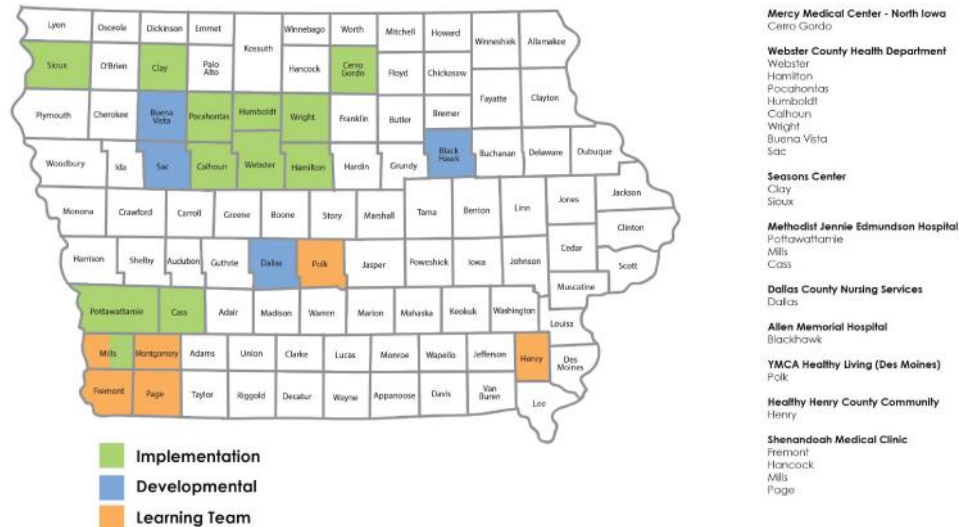 Lyon
Osceola
Dickinson
Emmet
Kossuth
Winnebago
Worth
Mitchell
Howard
Winneshiek
Allamakee
Sioux
O'Brien
Clay
Palo
Alto
Hancock
Cerro
Gordo
Floyd
Chickasaw
Fayette
Clayton
Plymouth
Cherokee
Buena
Vista
Pocahontas
Humboldt
Wright
Franklin
Butler
Bremer
Woodbury
Ida
Sac
Calhoun
Webster
Hamilton
Hardin
Grundy
Black
Hawk
Buchanan
Delaware
Dubuque
Monona
Crawford
Carroll
Greene
Boone
Story
Marshall
Tama
Benton
Linn
Jones
Jackson
Clinton
Harrison
Shelby
Audubon
Guthrie
Dallas
Polk
Jasper
Poweshiek
Iowa
Johnson
Cedar
Scott
Muscatine
Pottawattamie
Cass
Adair
Madison
Warren
Marion
Mahaska
Keokuk
Washington
Louisa
Mills
Montgomery
Adams
Union
Clarke
Lucas
Monroe
Wapello
Jefferson
Henry
Des
Moines
Fremont
Page
Taylor
Riggold
Decatur
Wayne
Appanoose
Davis
Van
Buren
Lee
Implementation
Developmental
Learning Team
Mercy Medical Center - North Iowa
Cerro Gordo
Webster County Health Department
Webster
Hamilton
Pocahontas
Humboldt
Calhoun
Wright
Buena Vista
Sac
Seasons Center
Clay
Sioux
Methodist Jennie Edmundson Hospital
Pottawattamie
Mills
Cass
Dallas County Nursing Services
Dallas
Allen Memorial Hospital
Blackhawk
YMCA Healthy Living (Des Moines)
Polk
Healthy Henry County Community
Henry
Shenandoah Medical Clinic
Fremont
Hancock
Mills
Page